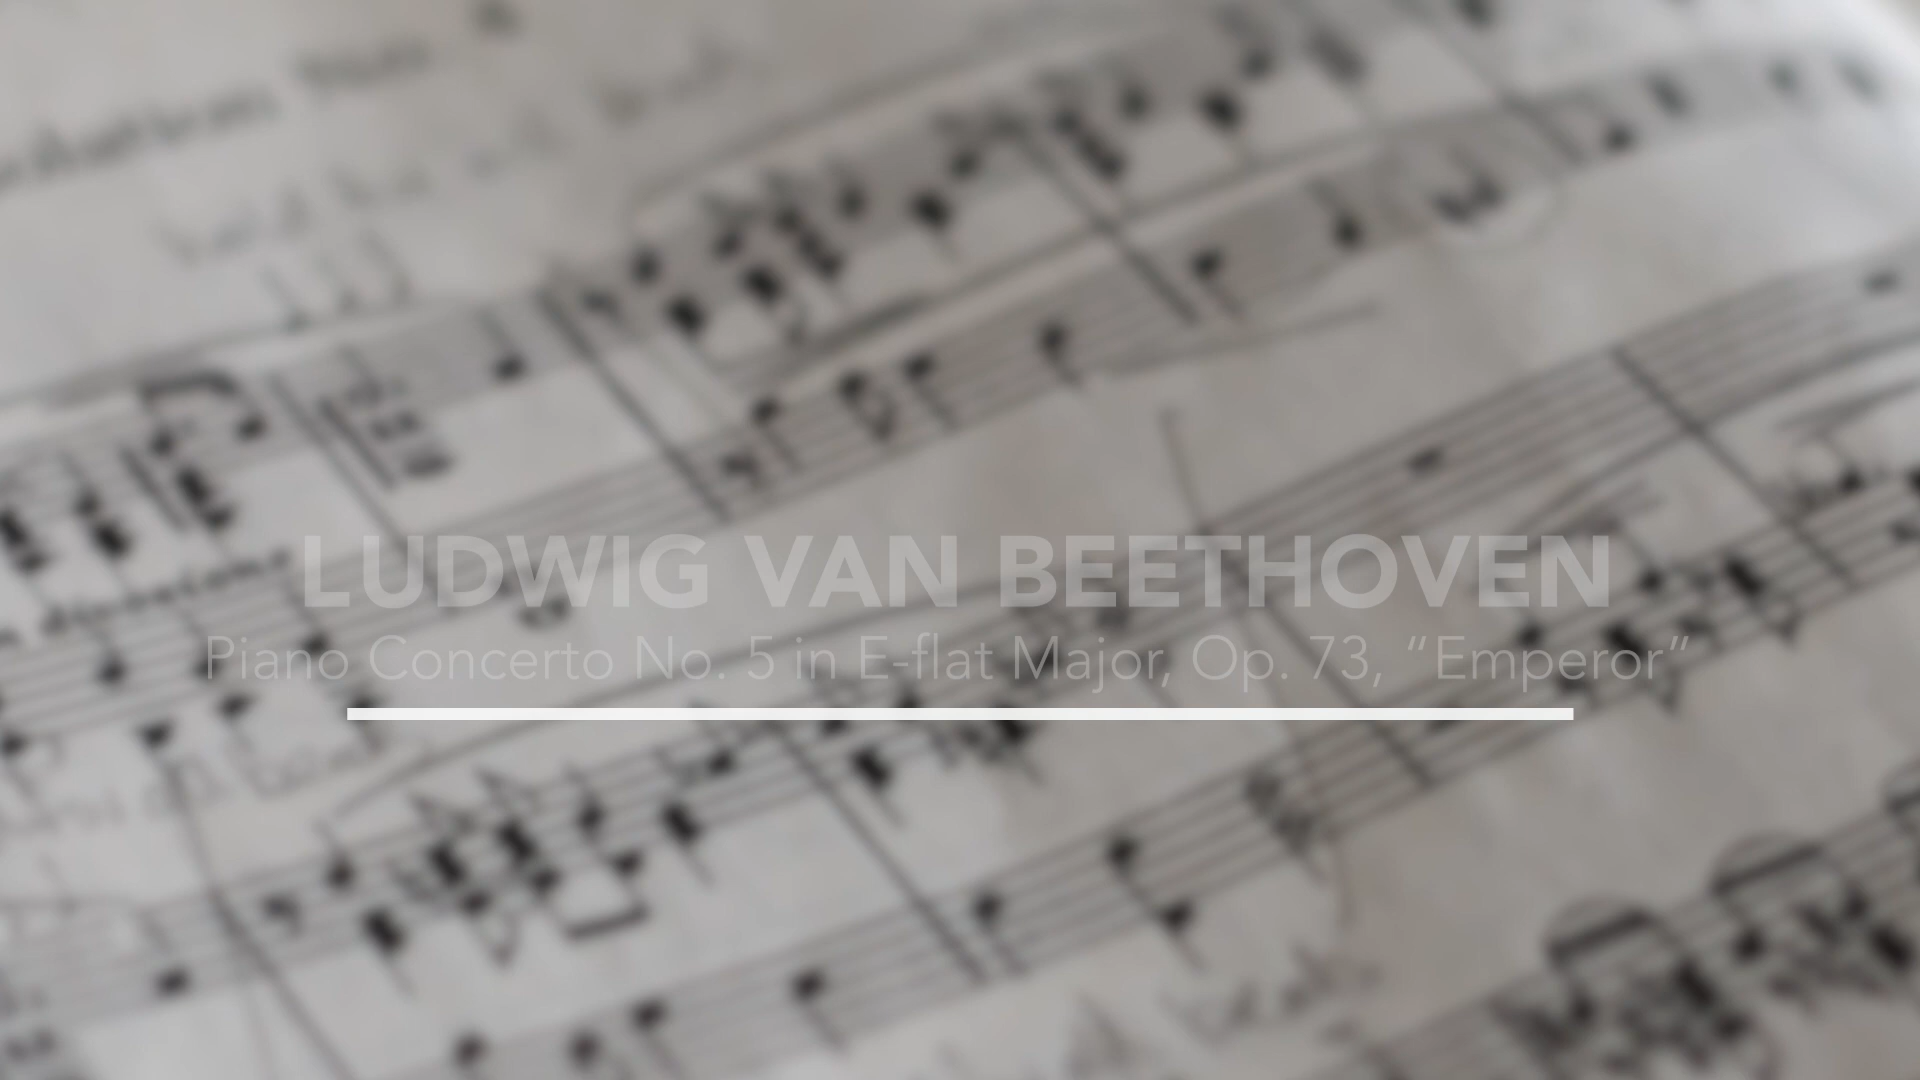 LUDWIG VAN BEETHOVEN
Piano Concerto No. 5 in E-flat Major, Op. 73, “Emperor”